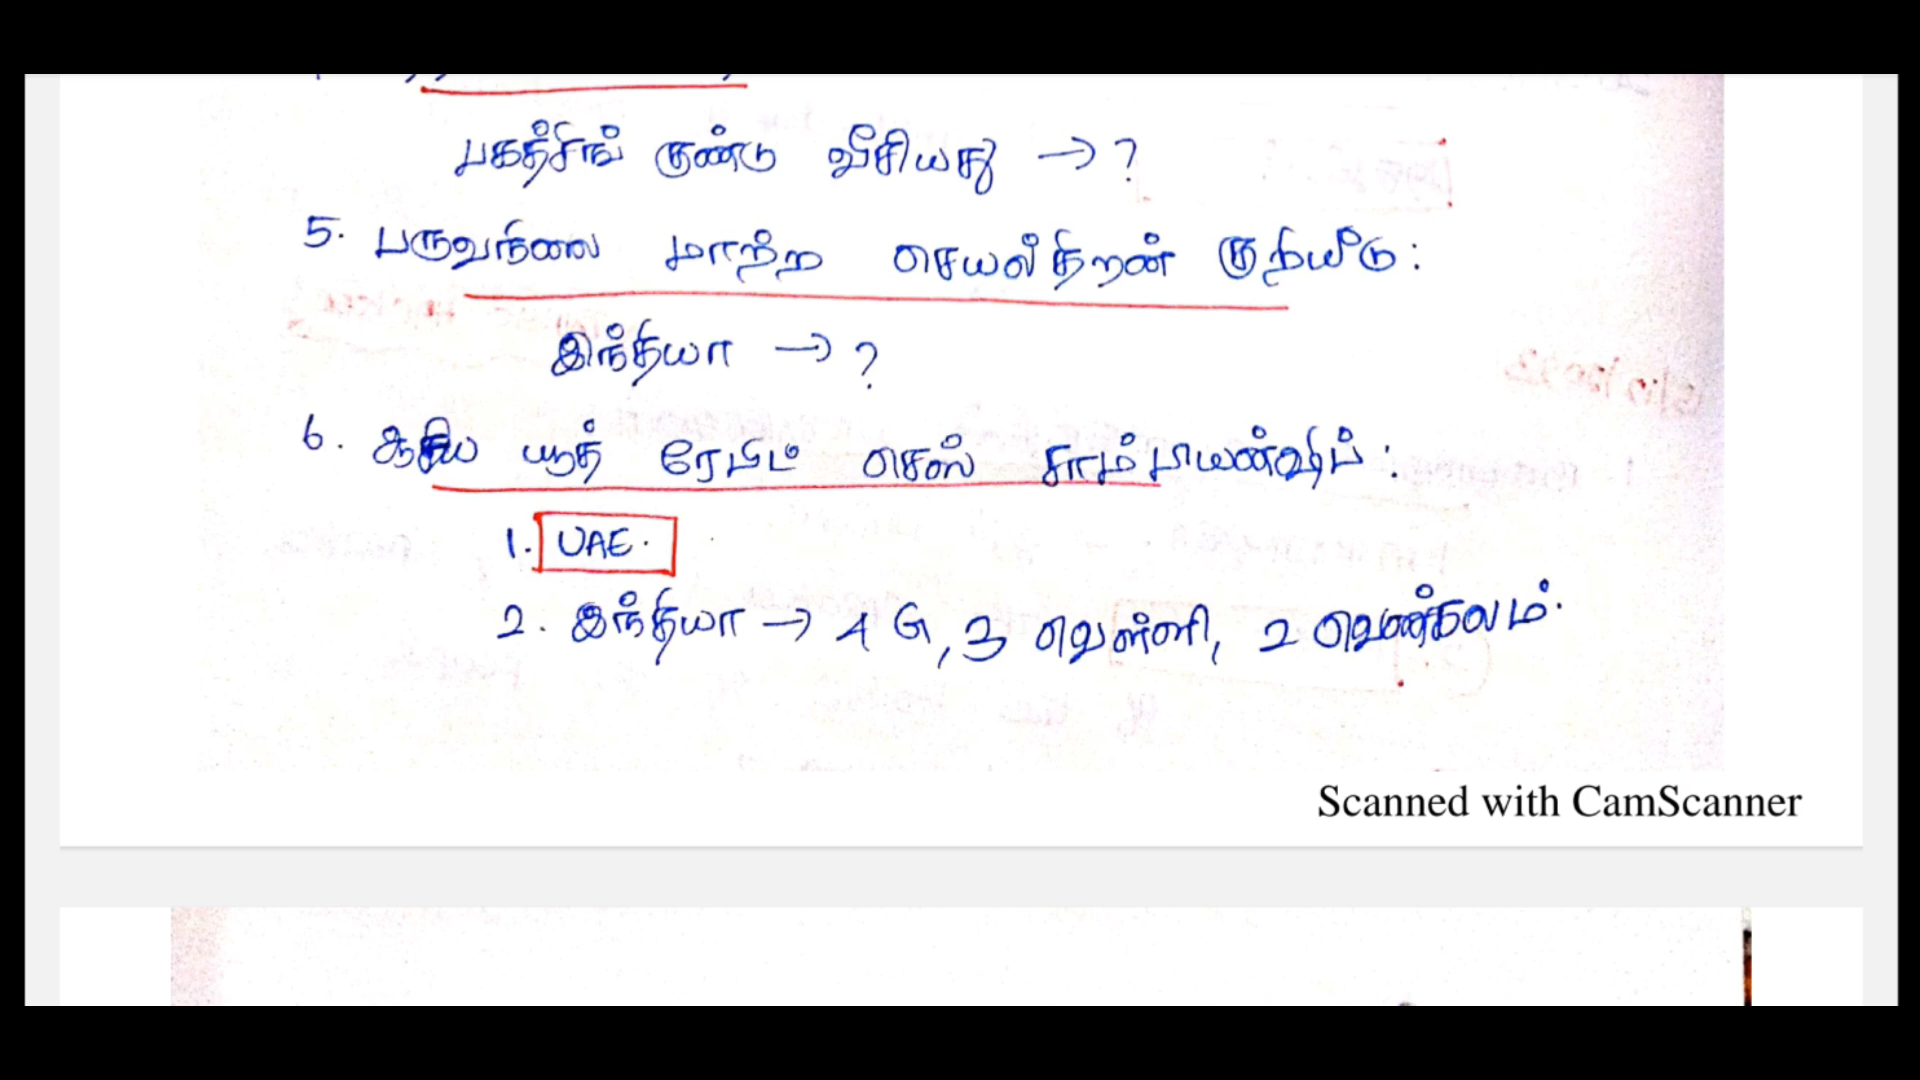 பகத்சிங் குண்டு வீசியது → ?
5. பருவநிலை மாற்ற செயல்திறன் குறியீடு :
இந்தியா → ?
6. ஆசிய யூத் ரேபிட் செஸ் சாம்பியன்ஷிப் :
1. UAE.
2. இந்தியா → 4 G, 3 வெள்ளி, 2 வெண்கலம்.
Scanned with CamScanner